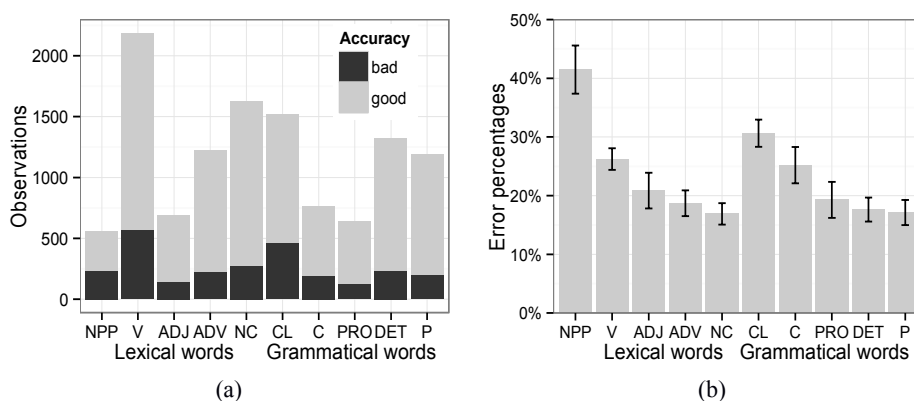 Observations
2000
1500
1000
500
0
Accuracy
bad
good
NPP V ADJ ADV NC CL C PRO DET P
Lexical words Grammatical words
(a)
Error percentages
50%
40%
30%
20%
10%
0%
NPP V ADJ ADV NC CL C PRO DET P
Lexical words Grammatical words
(b)